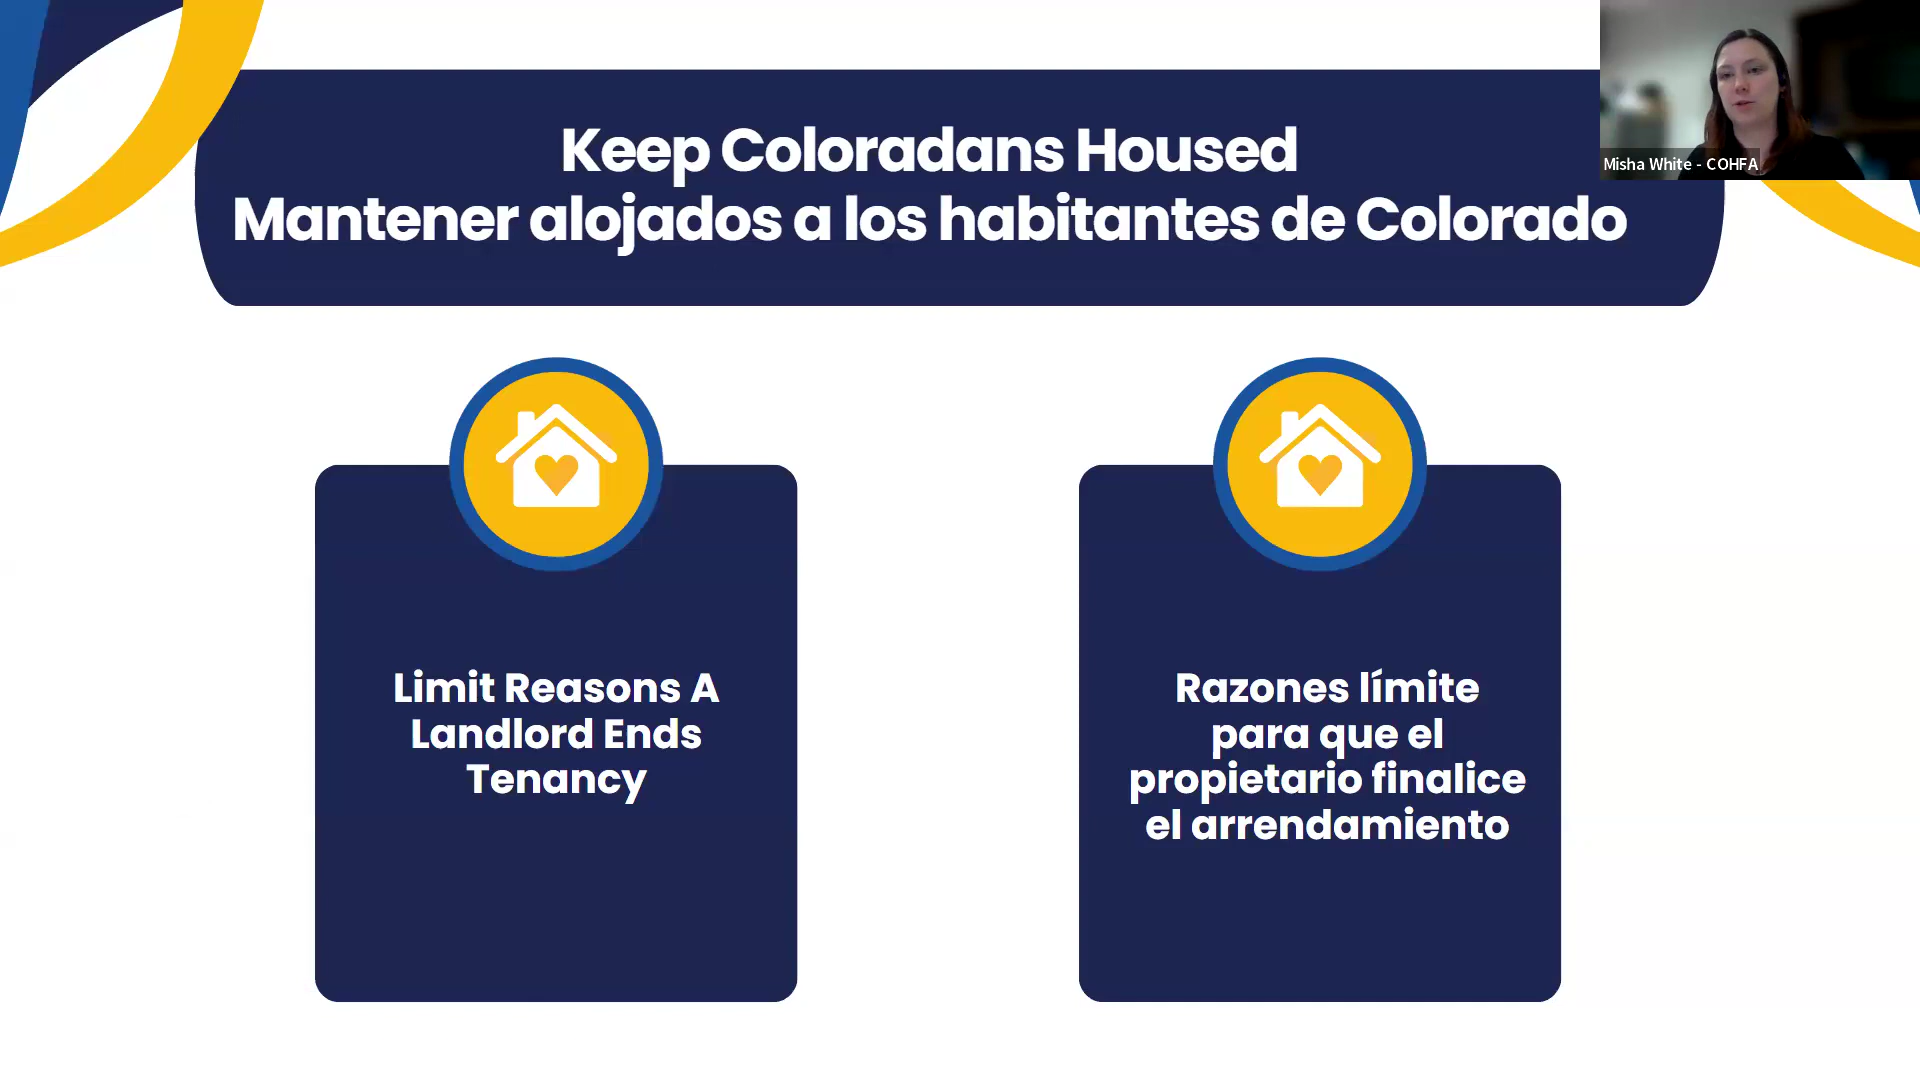 Keep Coloradans Housed
Mantener alojados a los habitantes de Colorado
Misha White - COHFA
Limit Reasons A
Landlord Ends
Tenancy
Razones límite
para que el
propietario finalice
el arrendamiento